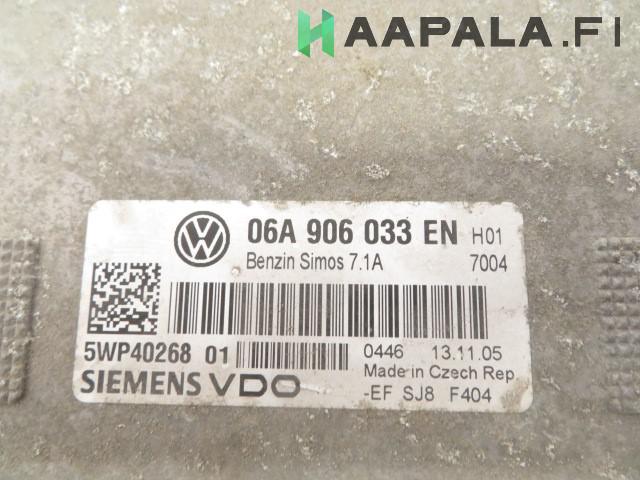 HAAPALA.FI
VW 06A 906 033 EN H01
Benzin Simos 7.1A 7004
5WP40268 01 0446 13.11.05
Made in Czech Rep
SIEMENS VDO -EF SJ8 F404